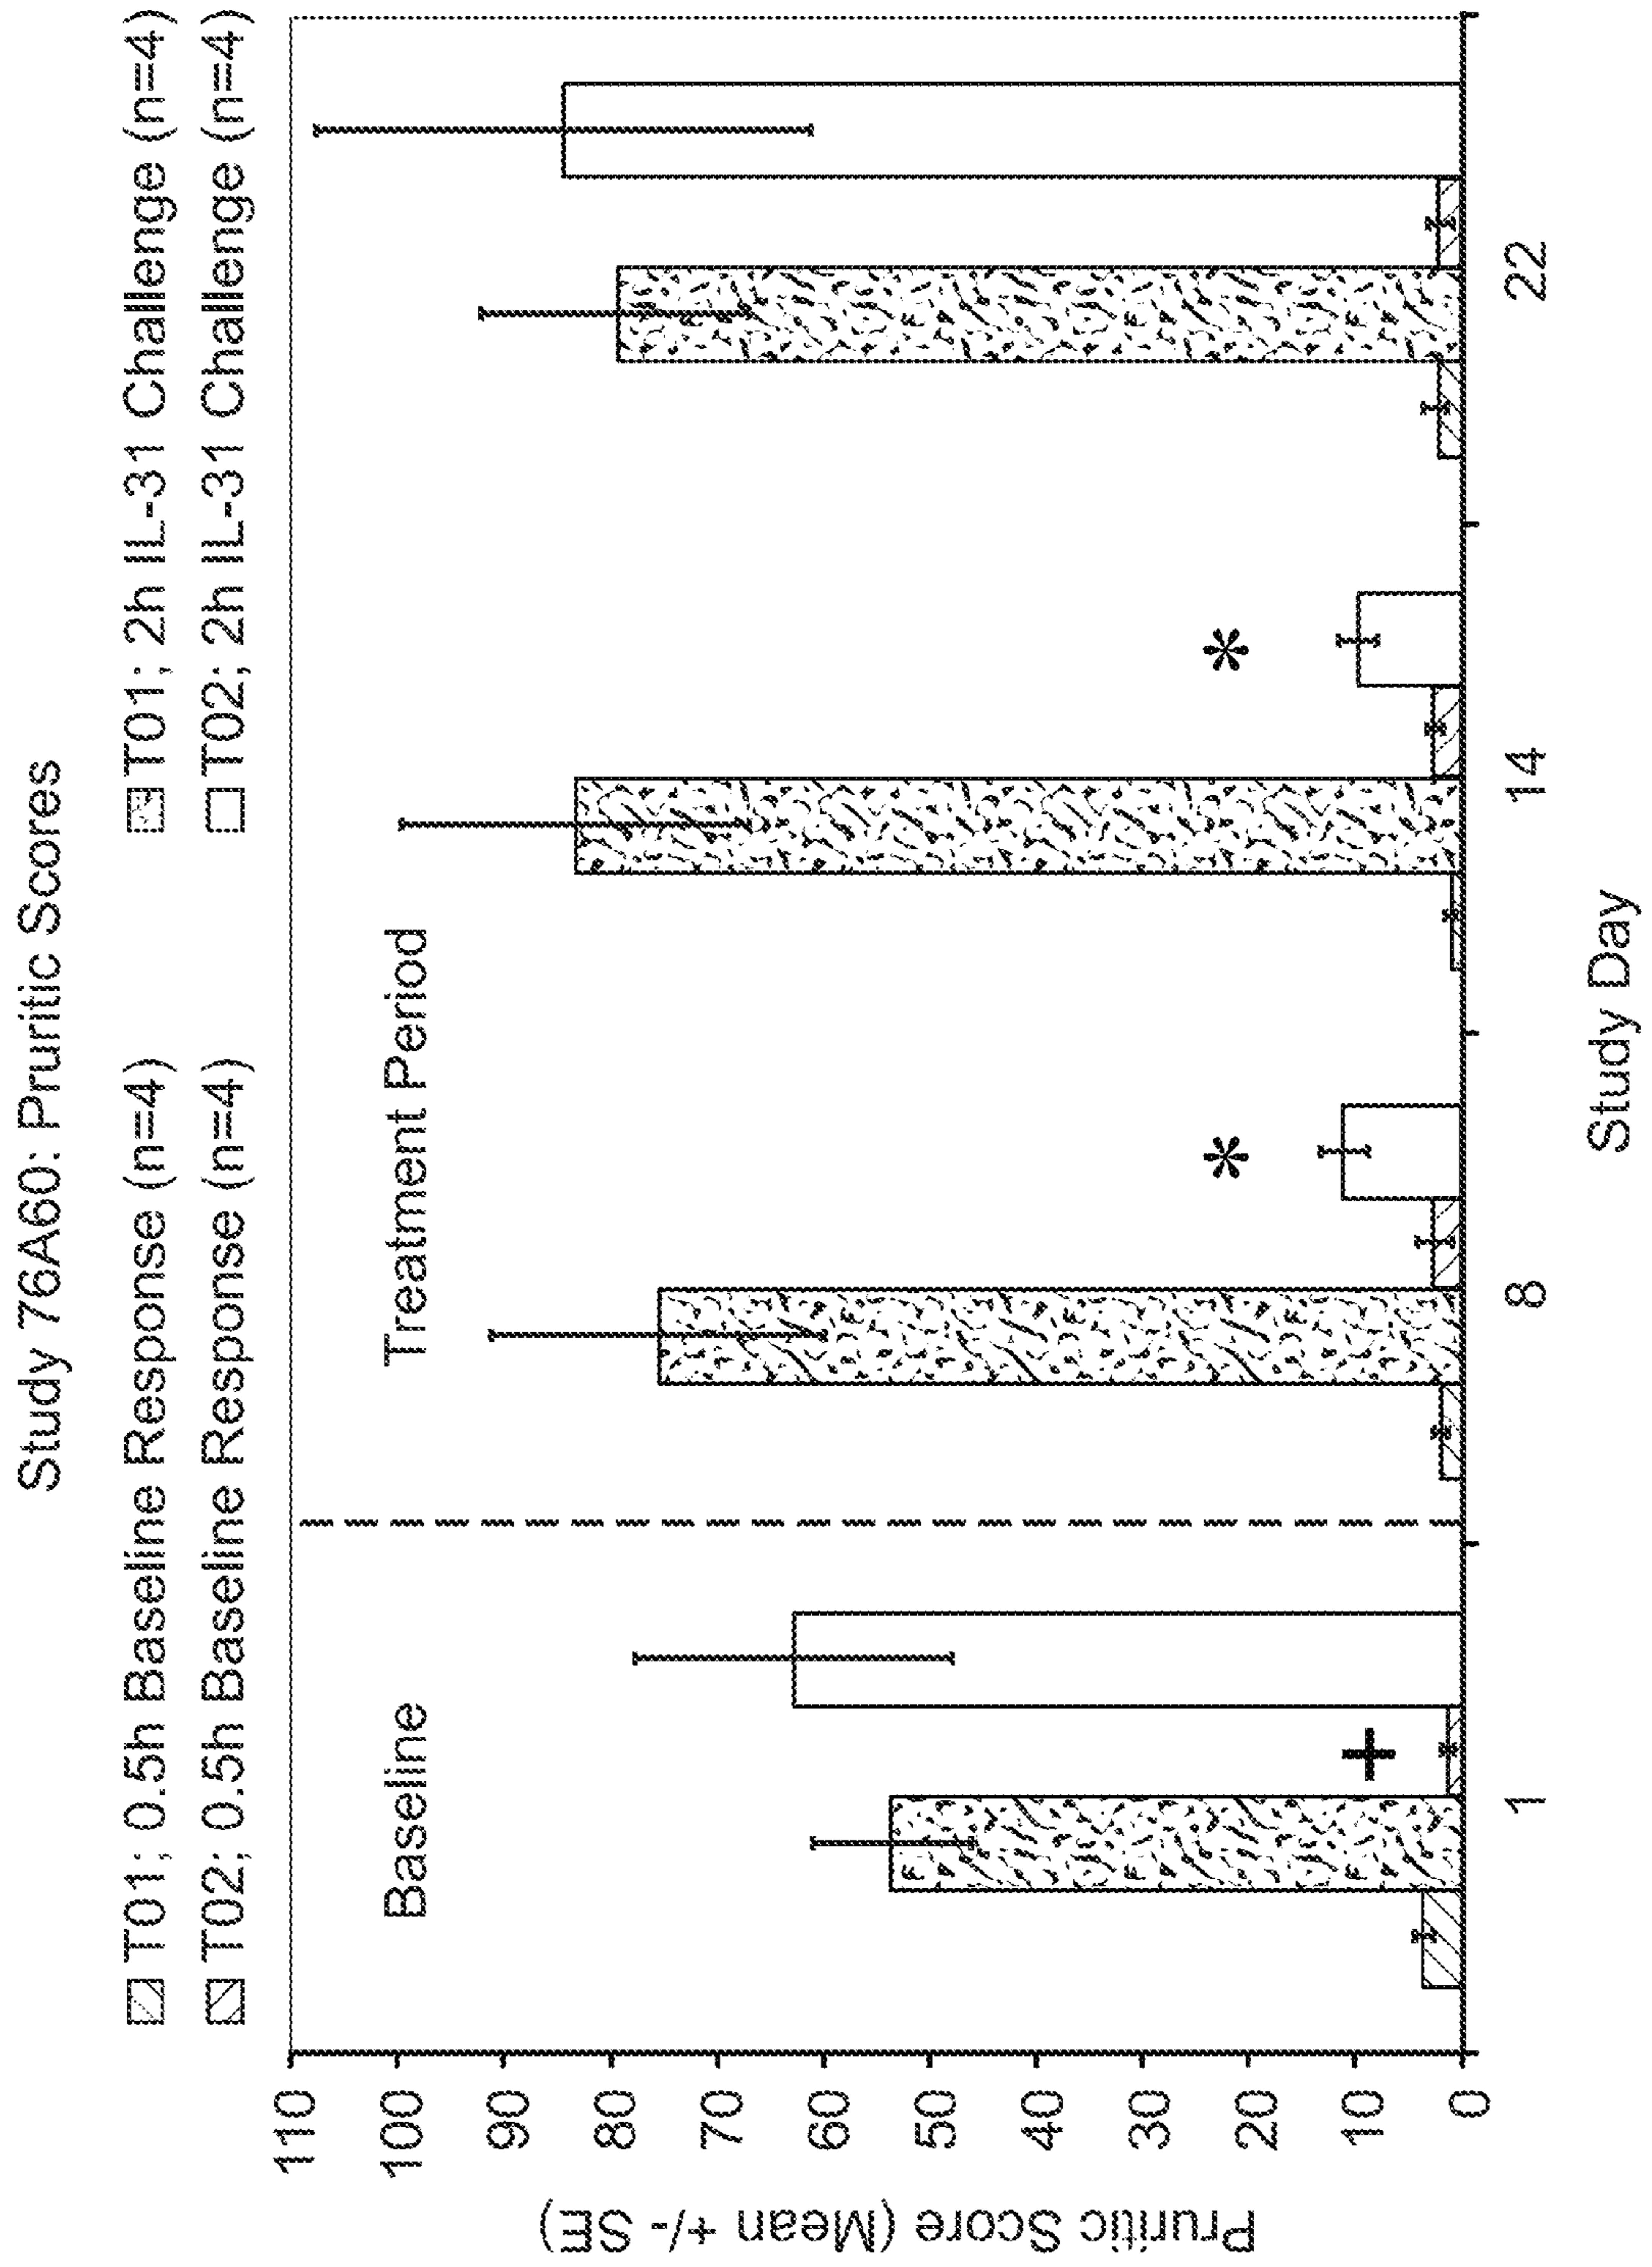 Study 76A60: Pruritic Scores
T01; 0.5h Baseline Response (n=4)
T01; 2h IL-31 Challenge (n=4)
T02; 0.5h Baseline Response (n=4)
T02; 2h IL-31 Challenge (n=4)
Pruritic Score (Mean +/- SE)
110
100
90
80
70
60
50
40
30
20
10
0
Baseline
Treatment Period
+
*
*
1
8
14
22
Study Day